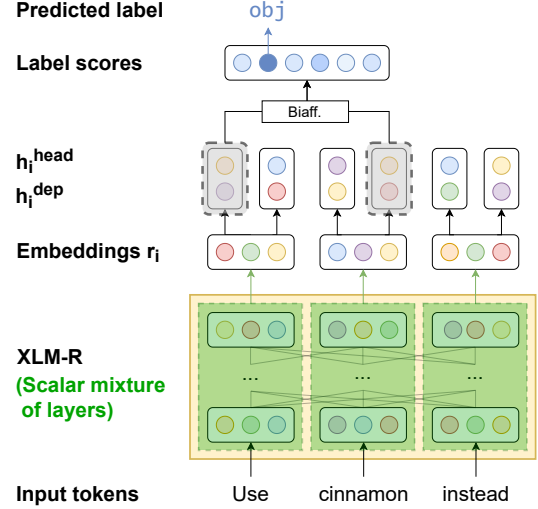 Predicted label obj
Label scores
Biaff.
h_i^head
h_i^dep
Embeddings r_i
XLM-R
(Scalar mixture
of layers)
... ... ...
Input tokens Use cinnamon instead